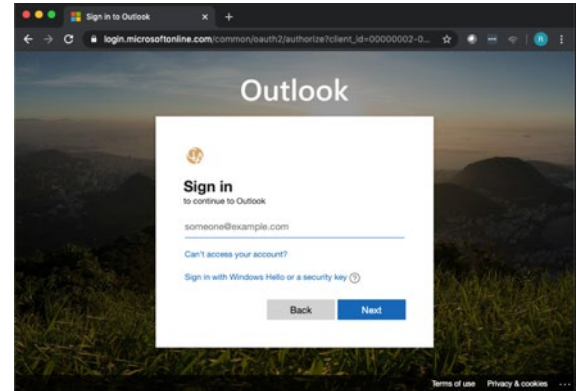 Sign in to Outlook
login.microsoftonline.com/common/oauth2/authorize?client_id=00000002-0...
Outlook
Sign in
to continue to Outlook
someone@example.com
Can't access your account?
Sign in with Windows Hello or a security key
Back Next
Terms of use Privacy & cookies ...